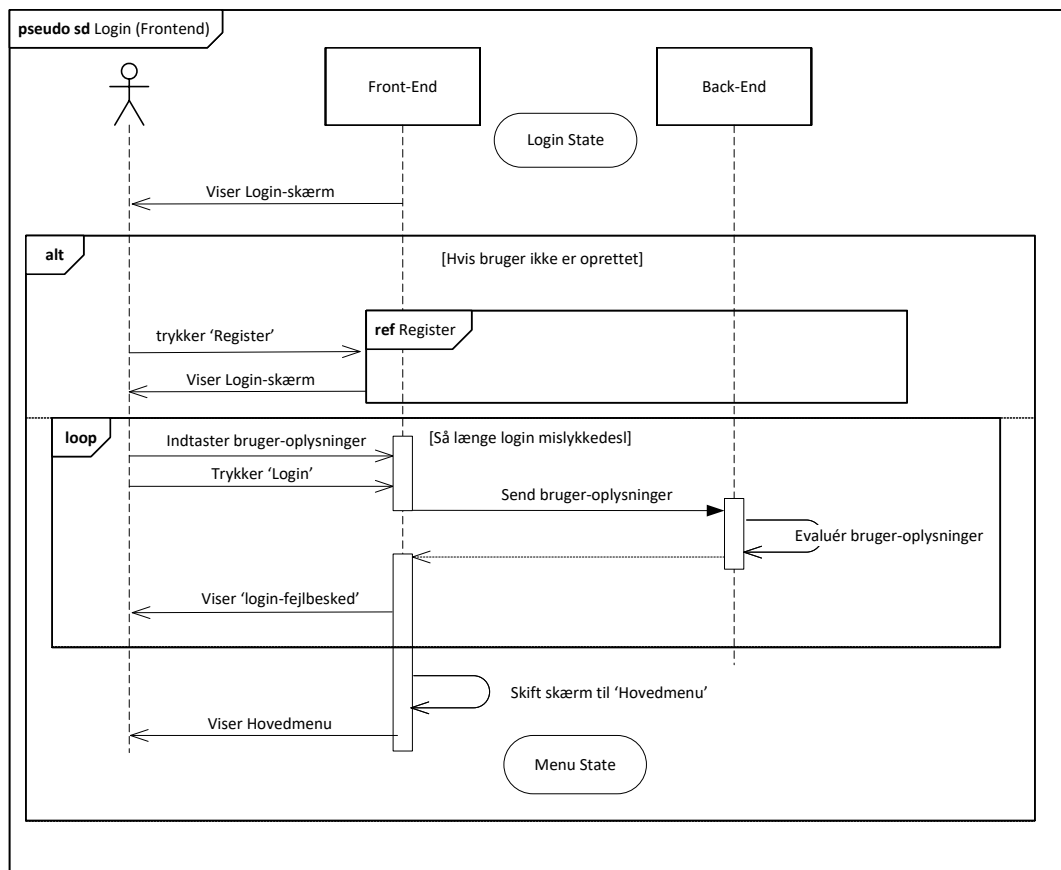 pseudo sd Login (Frontend)
Front-End
Back-End
Login State
Viser Login-skærm
alt
[Hvis bruger ikke er oprettet]
ref Register
trykker ‘Register’
Viser Login-skærm
loop
[Så længe login mislykkedesl]
Indtaster bruger-oplysninger
Trykker ‘Login’
Send bruger-oplysninger
Evaluér bruger-oplysninger
Viser ‘login-fejlbesked’
Skift skærm til ‘Hovedmenu’
Viser Hovedmenu
Menu State